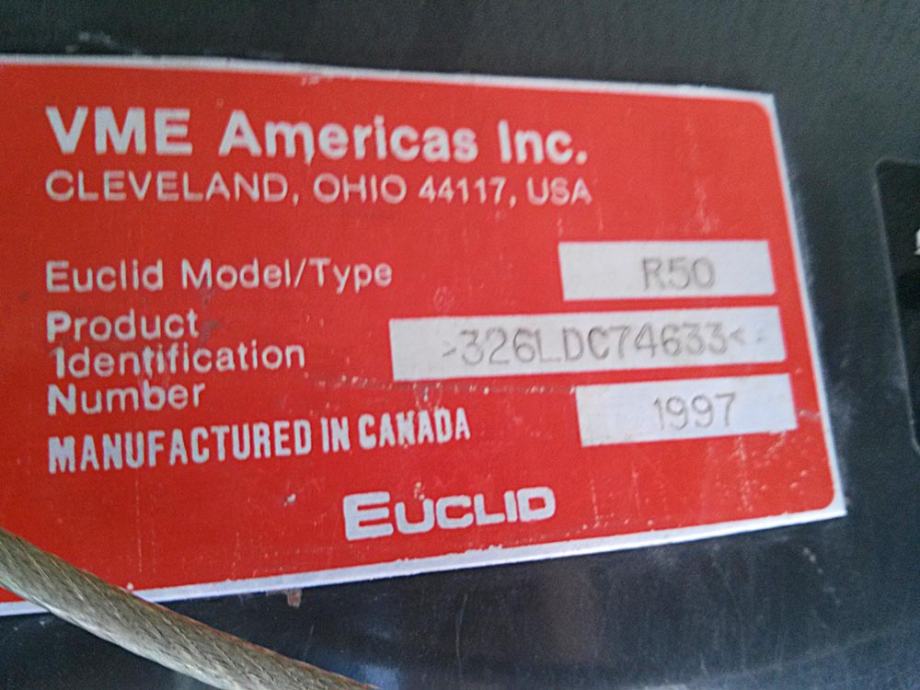 VME Americas Inc.
CLEVELAND, OHIO 44117, USA
Euclid Model/Type R50
Product
Identification >326LDC74633<
Number
MANUFACTURED IN CANADA 1997
EUCLID